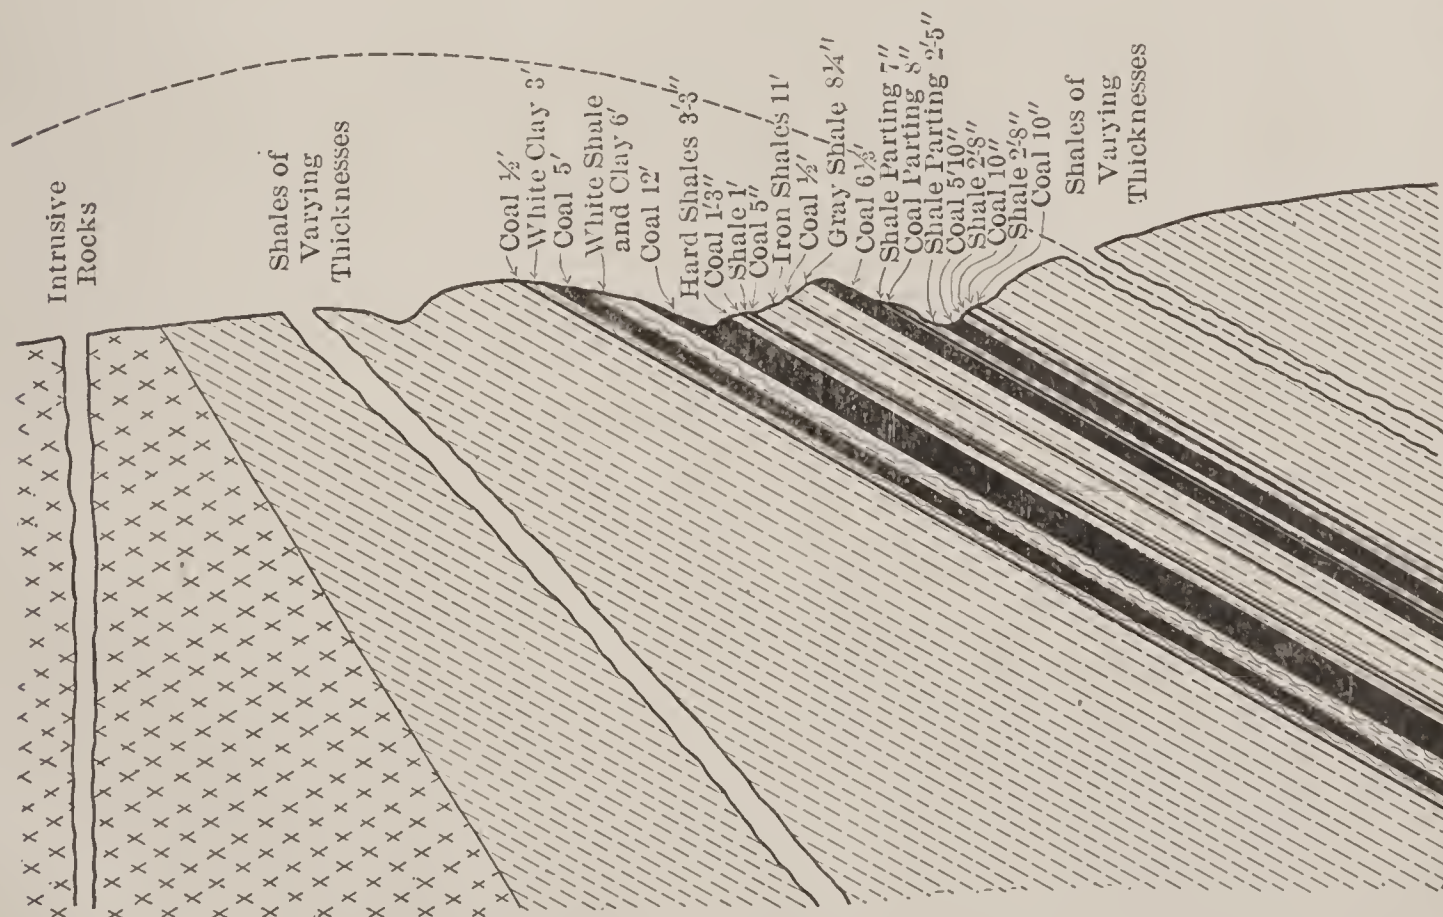 Intrusive
Rocks
Shales of
Varying
Thicknesses
Coal ½'
White Clay 3'
Coal 5'
White Shale
and Clay 6'
Coal 12'
Hard Shales 3'-3"
Coal 1'-3"
Shale 1'
Coal 5"
Iron Shales 11'
Coal ½'
Gray Shale 8¼'
Coal 6½'
Shale Parting 7"
Coal Parting 8"
Shale Parting 2'-5"
Coal 5'10"
Shale 2'-8"
Coal 10"
Shale 2'-8"
Coal 10"
Shales of
Varying
Thicknesses